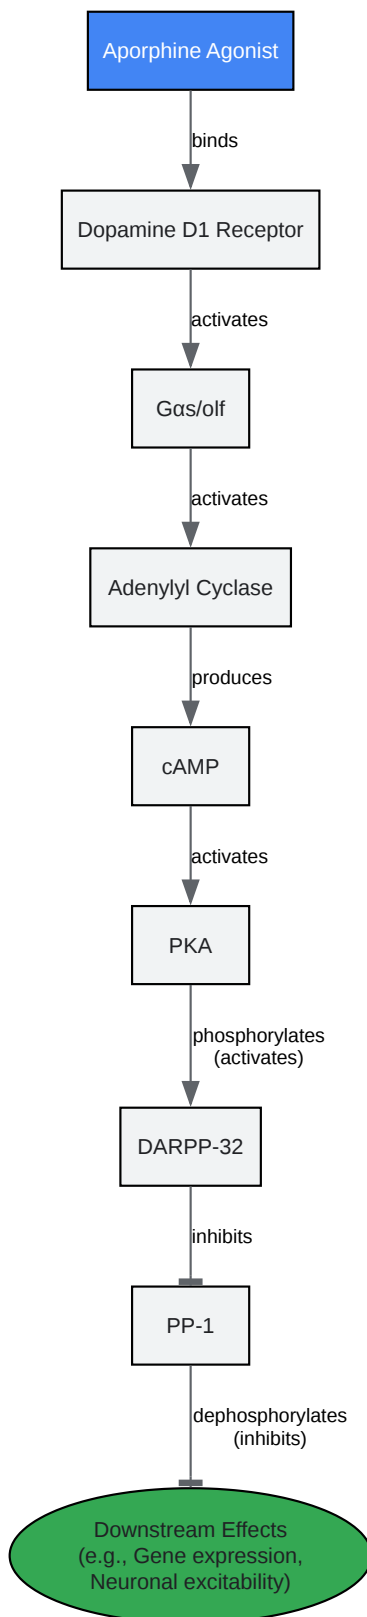 Aporphine Agonist
binds
Dopamine D1 Receptor
activates
Gαs/olf
activates
Adenylyl Cyclase
produces
cAMP
activates
PKA
phosphorylates
(activates)
DARPP-32
inhibits
PP-1
dephosphorylates
(inhibits)
Downstream Effects
(e.g., Gene expression,
Neuronal excitability)